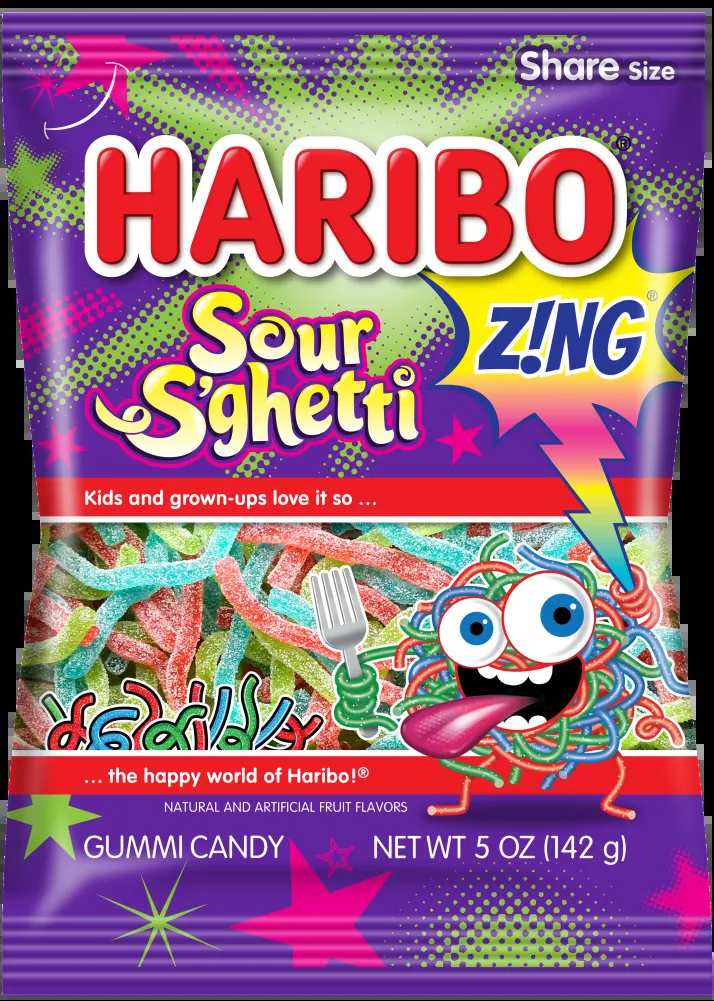 Share Size
HARIBO®
Sour
S'ghetti
Z!NG®
Kids and grown-ups love it so ...
... the happy world of Haribo!®
NATURAL AND ARTIFICIAL FRUIT FLAVORS
GUMMI CANDY NET WT 5 OZ (142 g)